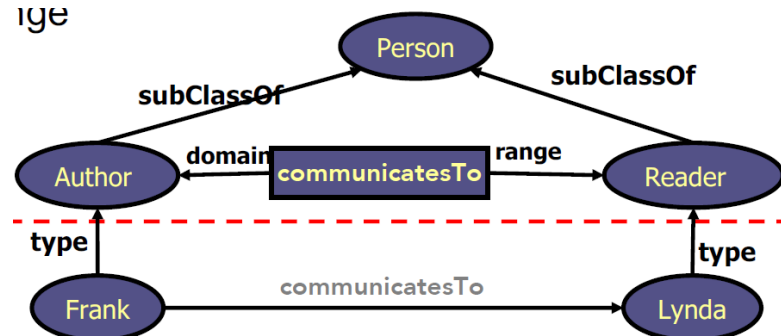 Person
subClassOf
subClassOf
domain
range
Author
communicatesTo
Reader
type
type
communicatesTo
Frank
Lynda